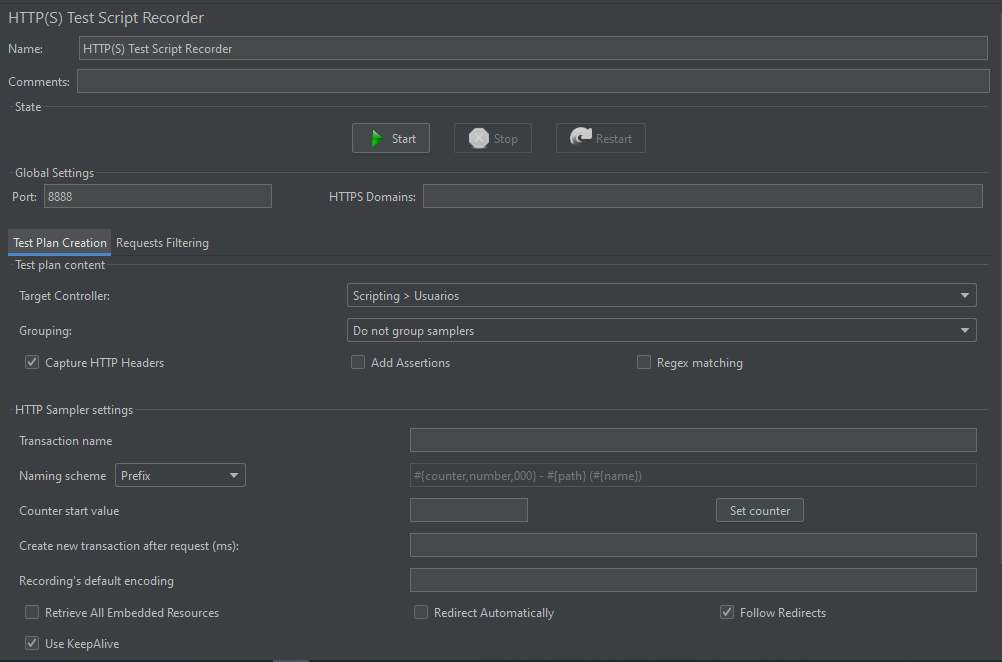 HTTP(S) Test Script Recorder
Name: HTTP(S) Test Script Recorder
Comments:
State
Start Stop Restart
Global Settings
Port: 8888 HTTPS Domains:
Test Plan Creation Requests Filtering
Test plan content
Target Controller: Scripting > Usuarios
Grouping: Do not group samplers
Capture HTTP Headers Add Assertions Regex matching
HTTP Sampler settings
Transaction name
Naming scheme Prefix #{counter,number,000} - #{path} (#{name})
Counter start value Set counter
Create new transaction after request (ms):
Recording's default encoding
Retrieve All Embedded Resources Redirect Automatically Follow Redirects
Use KeepAlive